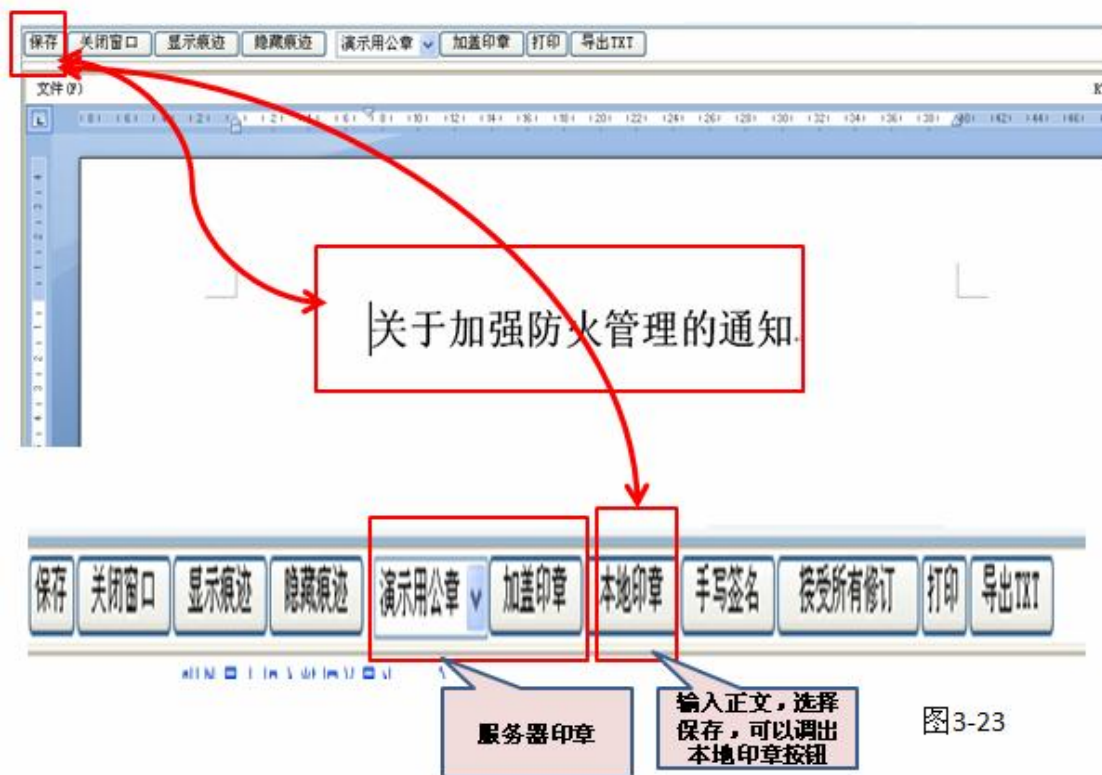 保存 关闭窗口 显示痕迹 隐藏痕迹 演示用公章 加盖印章 打印 导出TXT
文件(F)
关于加强防火管理的通知
保存 关闭窗口 显示痕迹 隐藏痕迹 演示用公章 加盖印章 本地印章 手写签名 接受所有修订 打印 导出TXT
服务器印章
输入正文，选择
保存，可以调出
本地印章按钮
图3-23